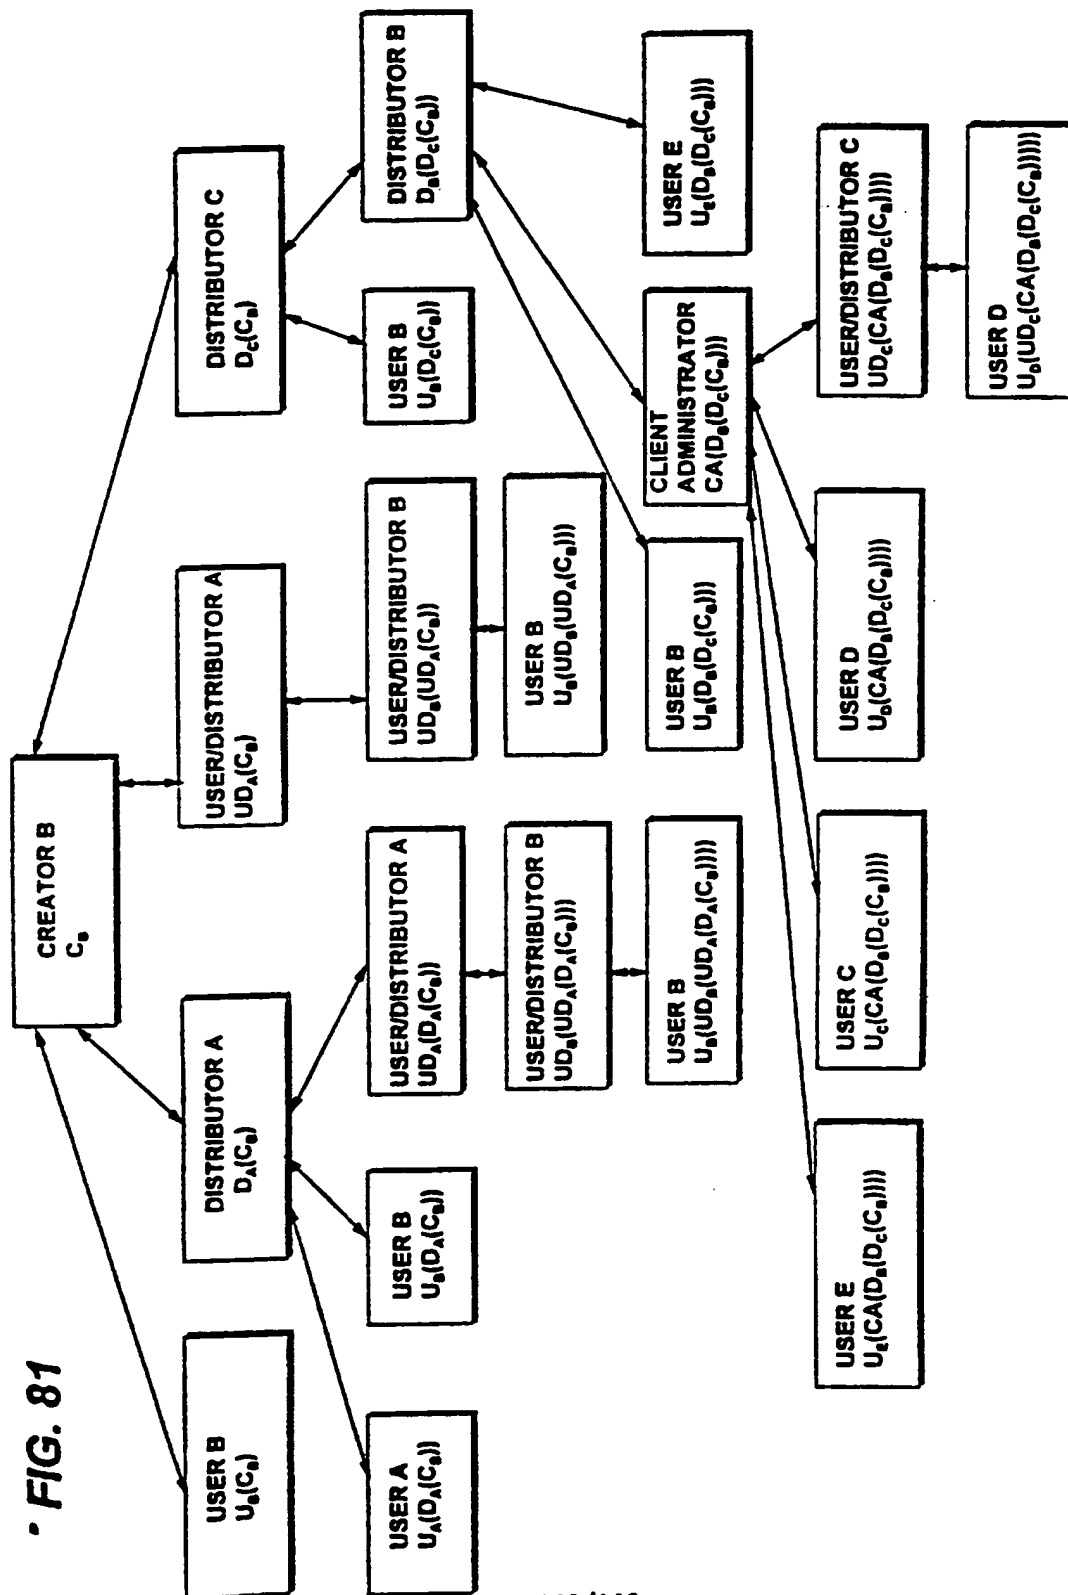 FIG. 81
CREATOR B
C_B
USER B
U_B(C_B)
DISTRIBUTOR A
D_A(C_B)
USER/DISTRIBUTOR A
UD_A(C_B)
DISTRIBUTOR C
D_C(C_B)
USER A
U_A(D_A(C_B))
USER B
U_B(D_A(C_B))
USER/DISTRIBUTOR A
UD_A(D_A(C_B))
USER/DISTRIBUTOR B
UD_B(UD_A(C_B))
USER B
U_B(D_C(C_B))
DISTRIBUTOR B
D_B(D_C(C_B))
USER/DISTRIBUTOR B
UD_B(UD_A(D_A(C_B)))
USER B
U_B(UD_B(UD_A(C_B)))
USER B
U_B(UD_B(UD_A(D_A(C_B))))
USER B
U_B(D_B(D_C(C_B)))
CLIENT
ADMINISTRATOR
CA(D_B(D_C(C_B)))
USER E
U_E(D_B(D_C(C_B)))
USER E
U_E(CA(D_B(D_C(C_B))))
USER C
U_C(CA(D_B(D_C(C_B))))
USER D
U_D(CA(D_B(D_C(C_B))))
USER/DISTRIBUTOR C
UD_C(CA(D_B(D_C(C_B))))
USER D
U_D(UD_C(CA(D_B(D_C(C_B)))))